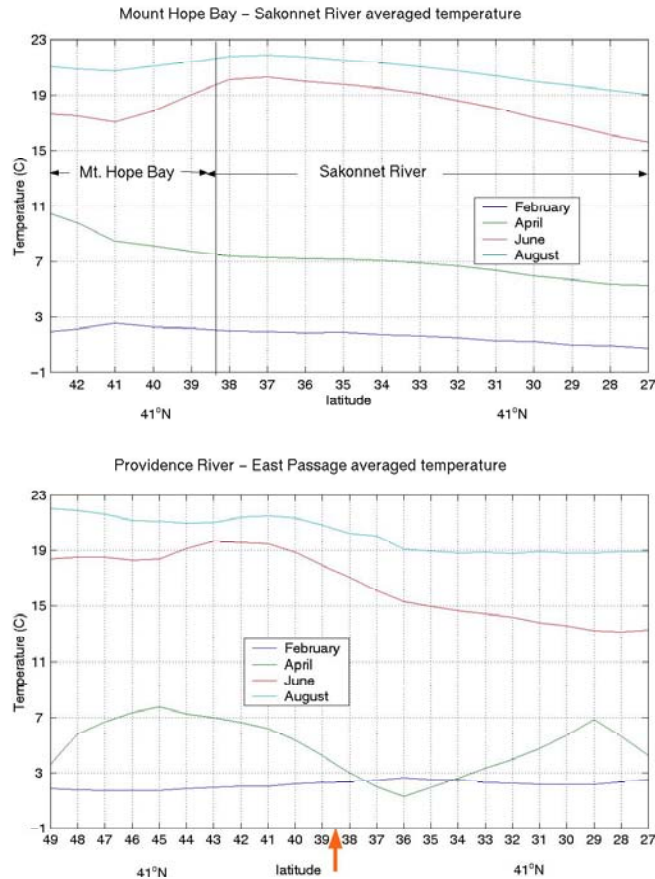 Mount Hope Bay – Sakonnet River averaged temperature
23
19
15
11
7
3
−1
Temperature (C)
Mt. Hope Bay
Sakonnet River
February
April
June
August
42 41 40 39 38 37 36 35 34 33 32 31 30 29 28 27
latitude
41°N 41°N
Providence River – East Passage averaged temperature
23
19
15
11
7
3
−1
Temperature (C)
February
April
June
August
49 48 47 46 45 44 43 42 41 40 39 38 37 36 35 34 33 32 31 30 29 28 27
41°N latitude 41°N